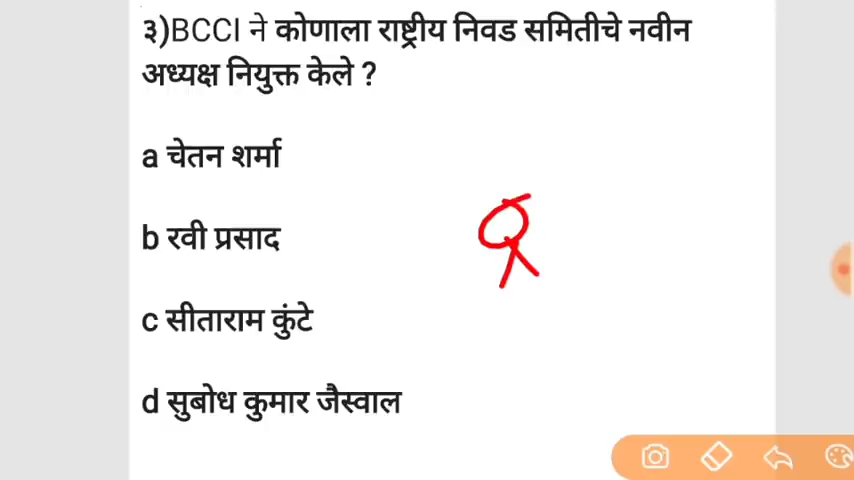 ३)BCCI ने कोणाला राष्ट्रीय निवड समितीचे नवीन
अध्यक्ष नियुक्त केले ?
a चेतन शर्मा
b रवी प्रसाद
c सीताराम कुंटे
d सुबोध कुमार जैस्वाल